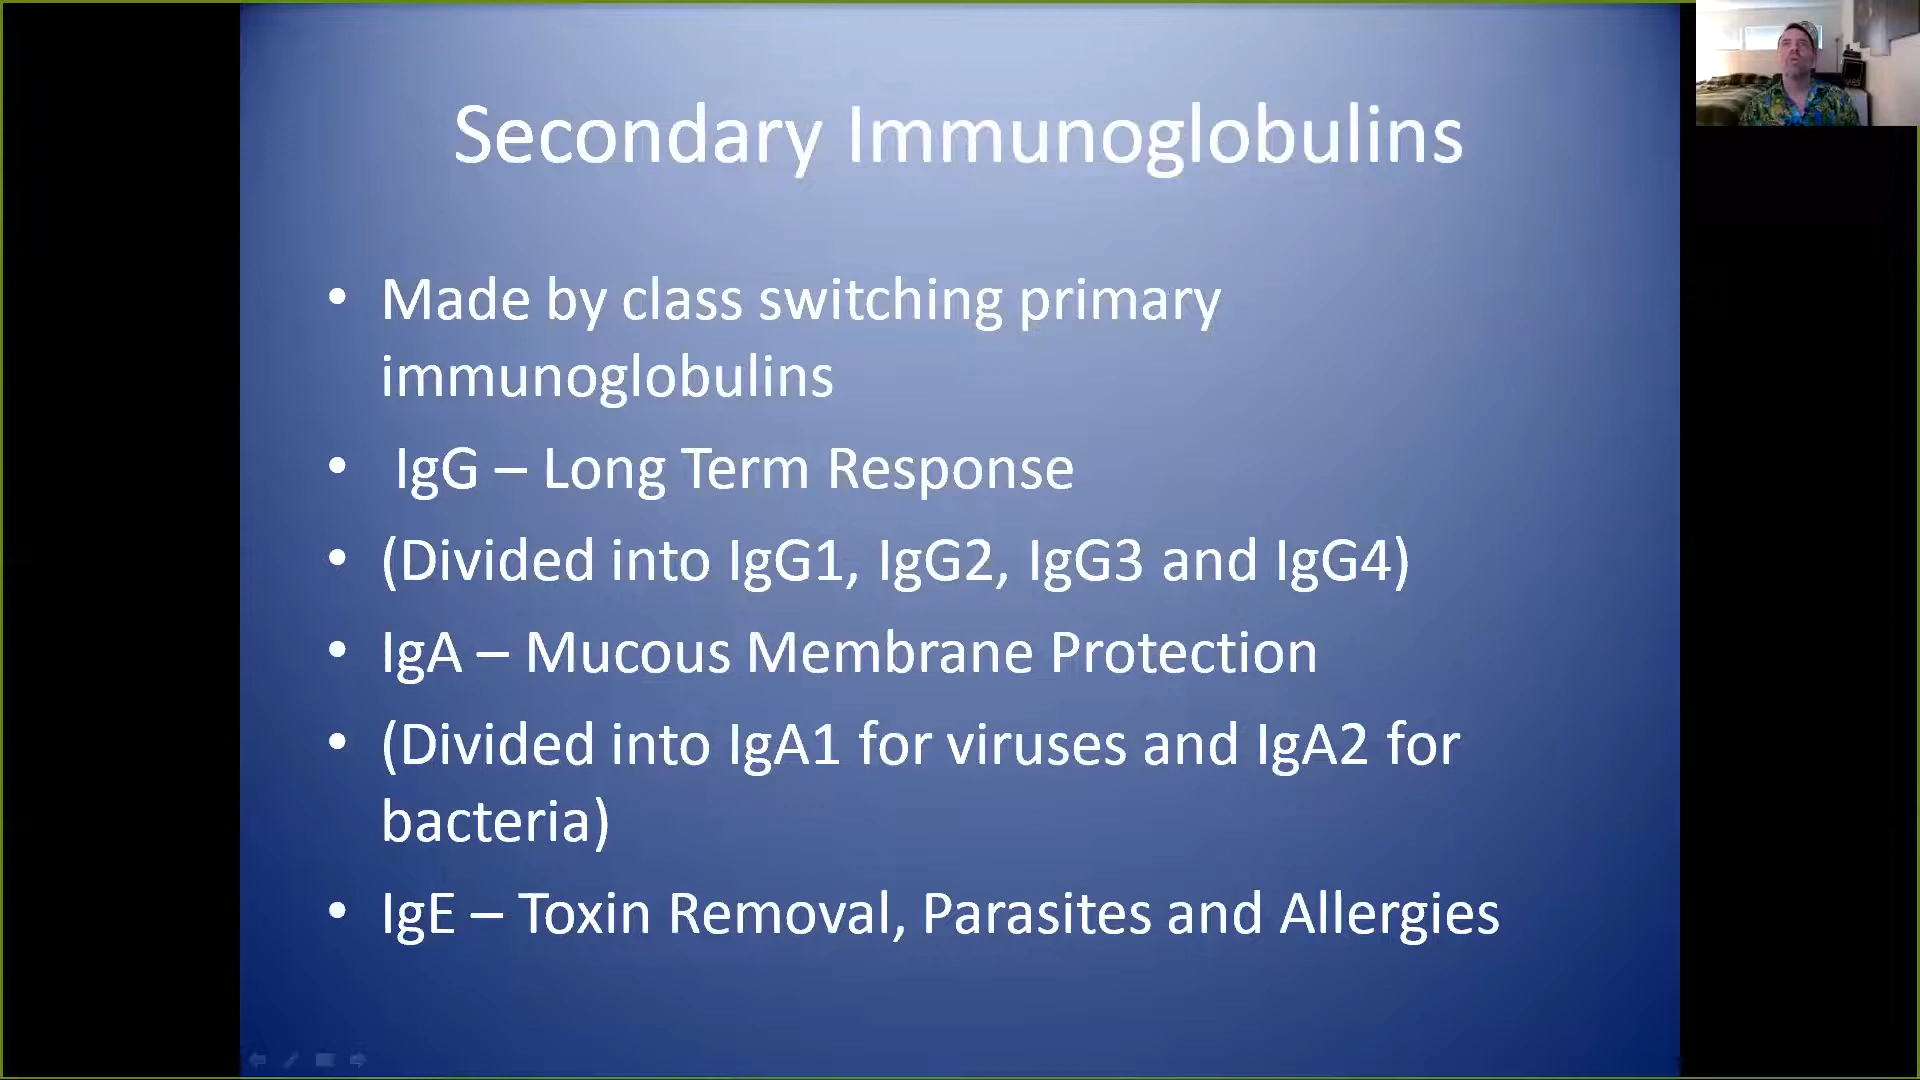 Secondary Immunoglobulins
• Made by class switching primary
immunoglobulins
• IgG – Long Term Response
• (Divided into IgG1, IgG2, IgG3 and IgG4)
• IgA – Mucous Membrane Protection
• (Divided into IgA1 for viruses and IgA2 for
bacteria)
• IgE – Toxin Removal, Parasites and Allergies